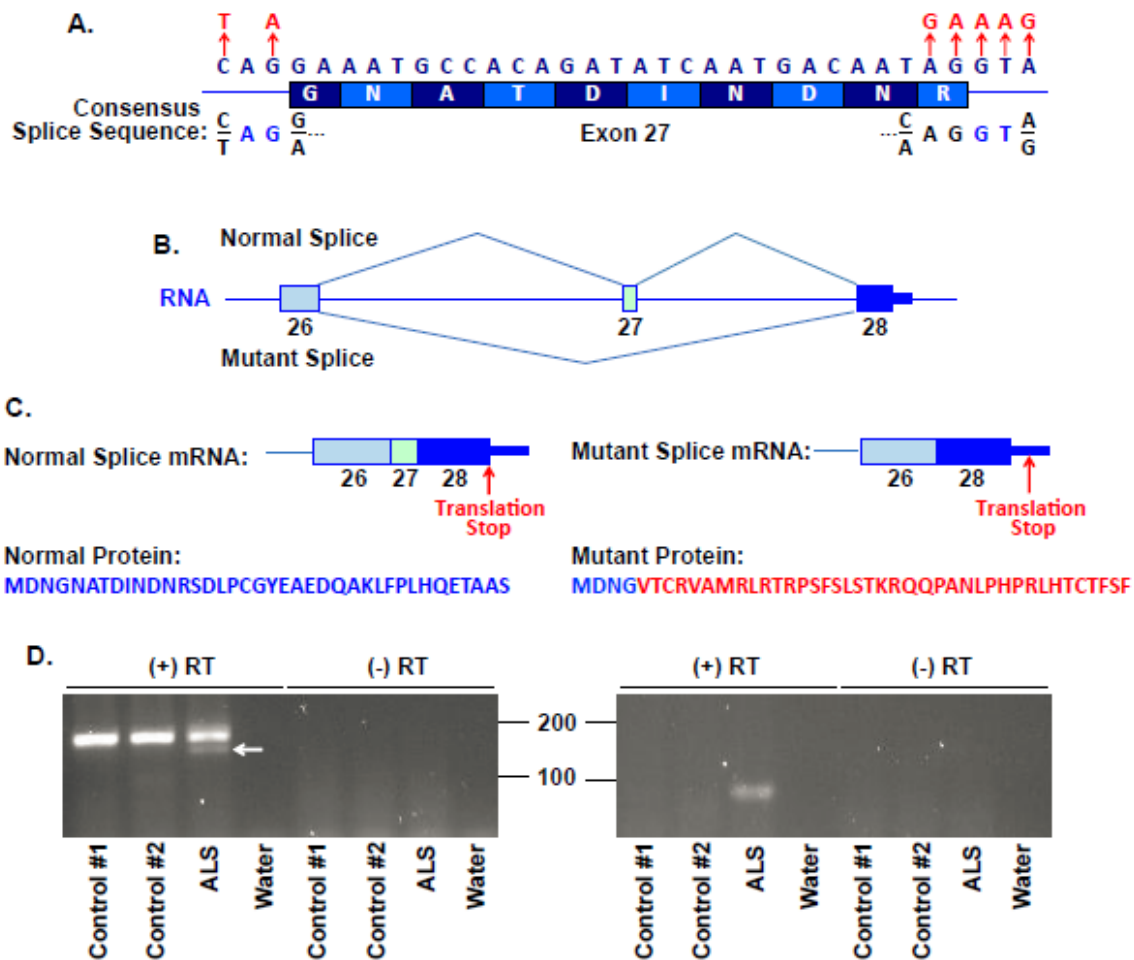 A.
T A G A A A G
C A G G A A A T G C C A C A G A T A T C A A T G A C A A T A G G T A
G N A T D I N D N R
Consensus
Splice Sequence:
C G C A
A G ... Exon 27 ... A G G T
T A A G
B.
Normal Splice
RNA
26 27 28
Mutant Splice
C.
Normal Splice mRNA:
26 27 28
Translation
Stop
Mutant Splice mRNA:
26 28
Translation
Stop
Normal Protein:
MDNGNATDINDNRSDLPCGYEAEDQAKLFPLHQETAAS
Mutant Protein:
MDNGVTCRVAMRLRTRPSFSLSTKRQQPANLPHPRLHTCTFSF
D.
(+) RT (-) RT (+) RT (-) RT
200
100
Control #1 Control #2 ALS Water Control #1 Control #2 ALS Water
Control #1 Control #2 ALS Water Control #1 Control #2 ALS Water